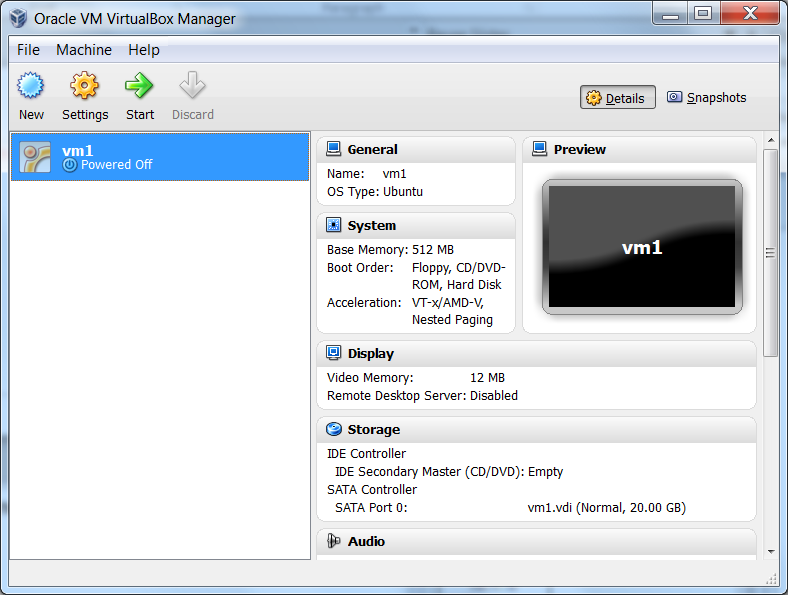 Oracle VM VirtualBox Manager
File Machine Help
New Settings Start Discard
Details Snapshots
vm1
Powered Off
General
Name: vm1
OS Type: Ubuntu
Preview
vm1
System
Base Memory: 512 MB
Boot Order: Floppy, CD/DVD-
ROM, Hard Disk
Acceleration: VT-x/AMD-V,
Nested Paging
Display
Video Memory: 12 MB
Remote Desktop Server: Disabled
Storage
IDE Controller
IDE Secondary Master (CD/DVD): Empty
SATA Controller
SATA Port 0: vm1.vdi (Normal, 20.00 GB)
Audio